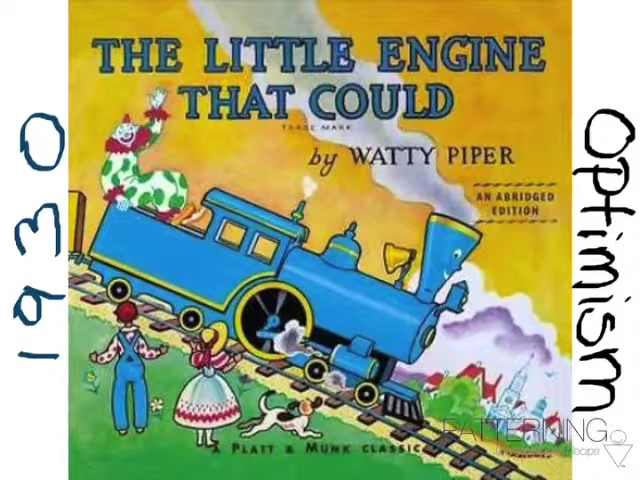 THE LITTLE ENGINE
THAT COULD
TRADE MARK
by WATTY PIPER
AN ABRIDGED
EDITION
1930
Optimism
A PLATT & MUNK CLASSIC
PATTERNING
recipe